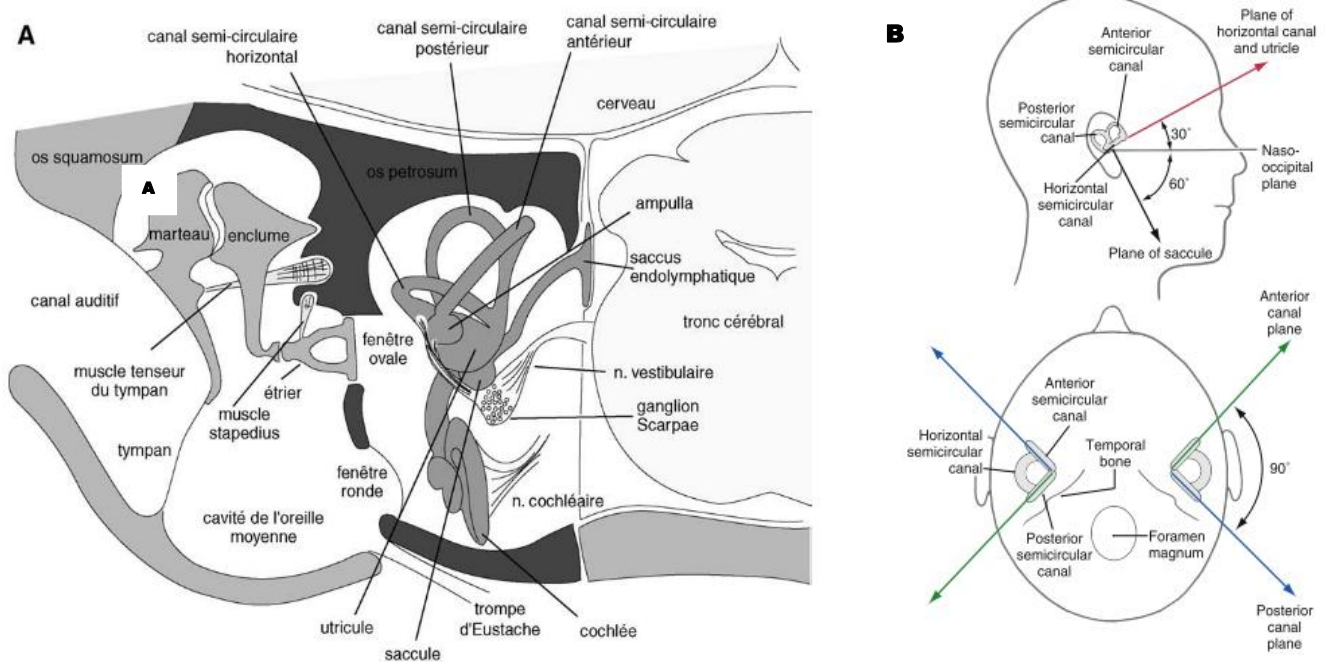 A
canal semi-circulaire
horizontal
canal semi-circulaire
postérieur
canal semi-circulaire
antérieur
cerveau
os squamosum
os petrosum
A
marteau
enclume
ampulla
saccus
endolymphatique
canal auditif
tronc cérébral
fenêtre
ovale
muscle tenseur
du tympan
étrier
muscle
stapedius
n. vestibulaire
ganglion
Scarpae
tympan
fenêtre
ronde
n. cochléaire
cavité de l'oreille
moyenne
utricule
saccule
trompe
d'Eustache
cochlée
B
Plane of
horizontal canal
and utricle
Anterior
semicircular
canal
Posterior
semicircular
canal
30°
Naso-
occipital
plane
60°
Horizontal
semicircular
canal
Plane of saccule
Anterior
canal
plane
Anterior
semicircular
canal
Horizontal
semicircular
canal
Temporal
bone
90°
Posterior
semicircular
canal
Foramen
magnum
Posterior
canal
plane